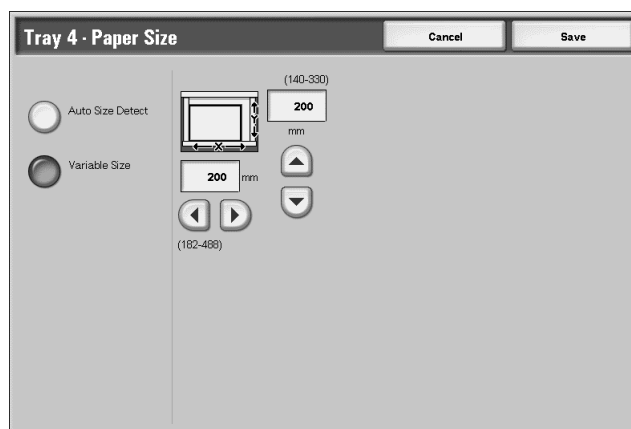 Tray 4 - Paper Size
Cancel
Save
Auto Size Detect
Variable Size
(140-330)
200
mm
Y
X
200 mm
(182-488)